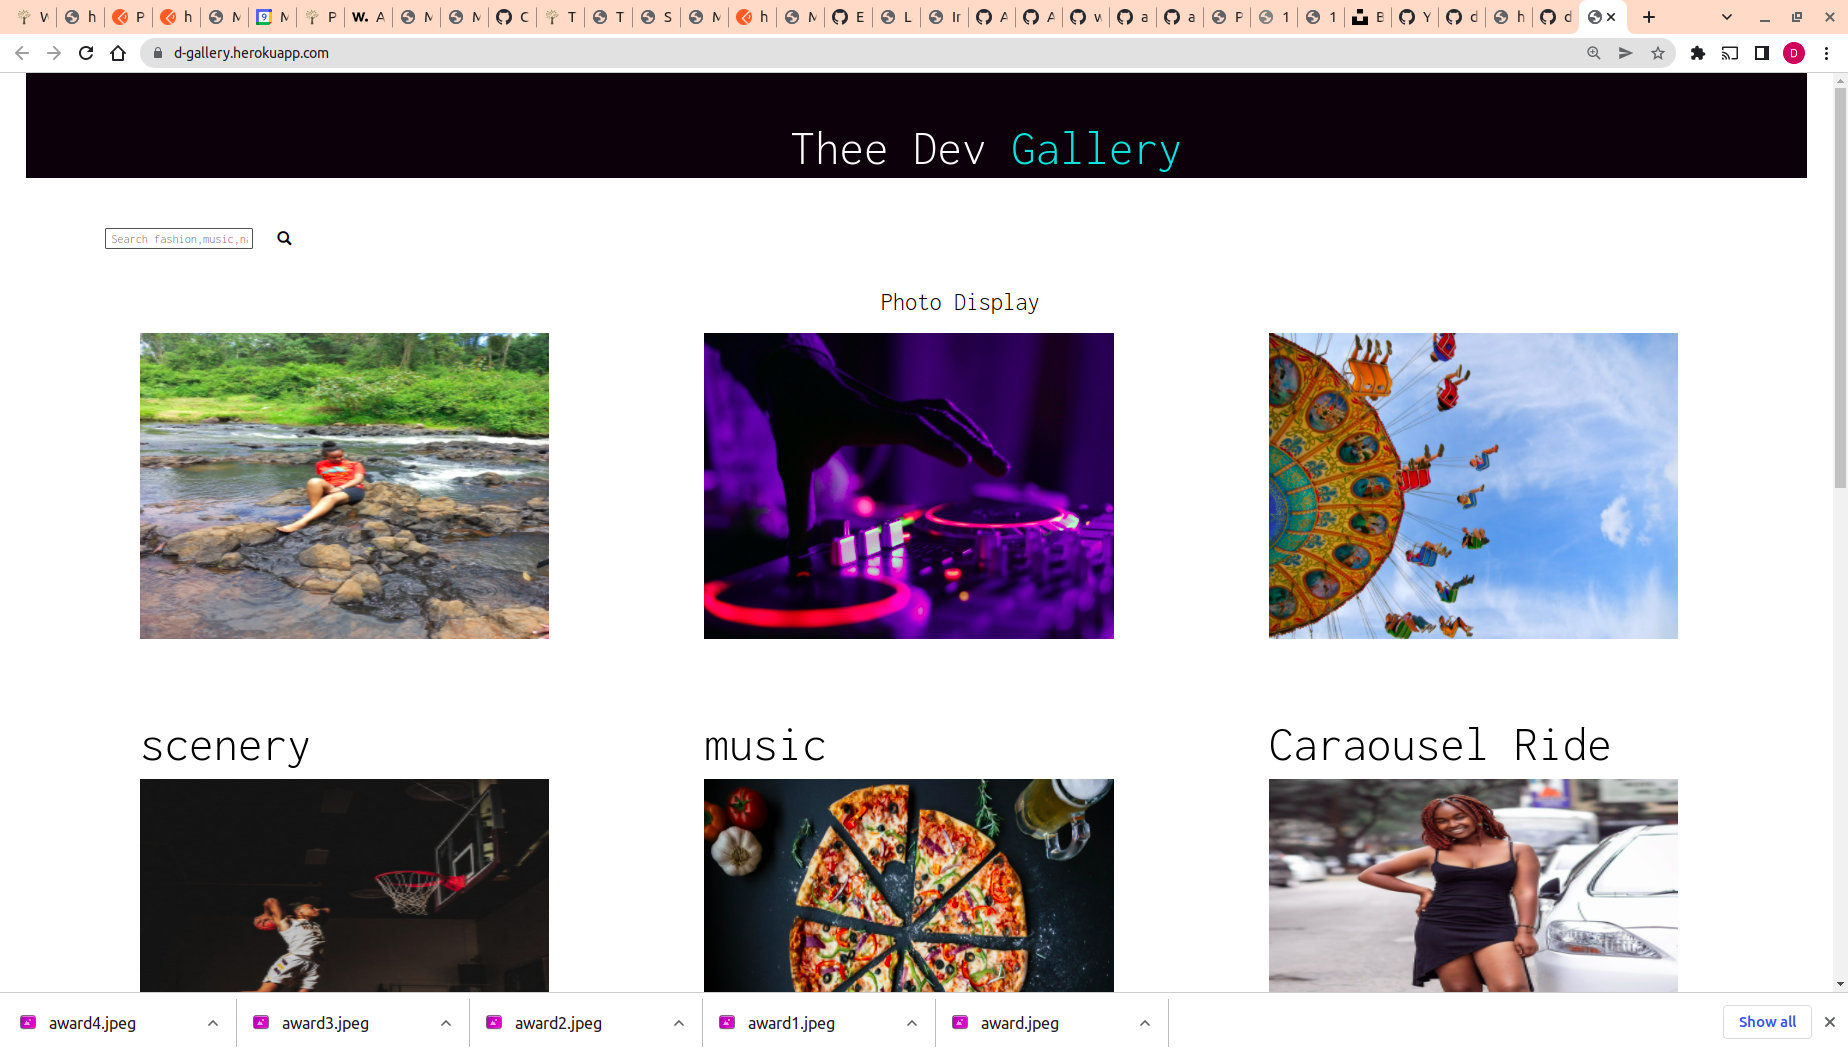 d-gallery.herokuapp.com
D
Thee Dev Gallery
Search fashion,music,n
Photo Display
scenery
music
Caraousel Ride
award4.jpeg
award3.jpeg
award2.jpeg
award1.jpeg
award.jpeg
Show all